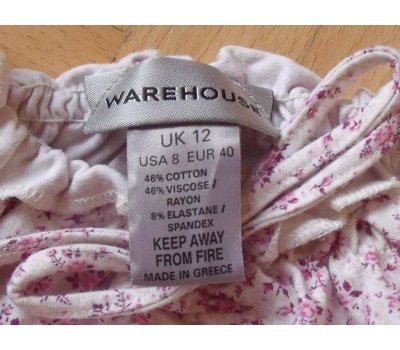 WAREHOUSE
UK 12
USA 8 EUR 40
46% COTTON
46% VISCOSE /
RAYON
8% ELASTANE /
SPANDEX
KEEP AWAY
FROM FIRE
MADE IN GREECE